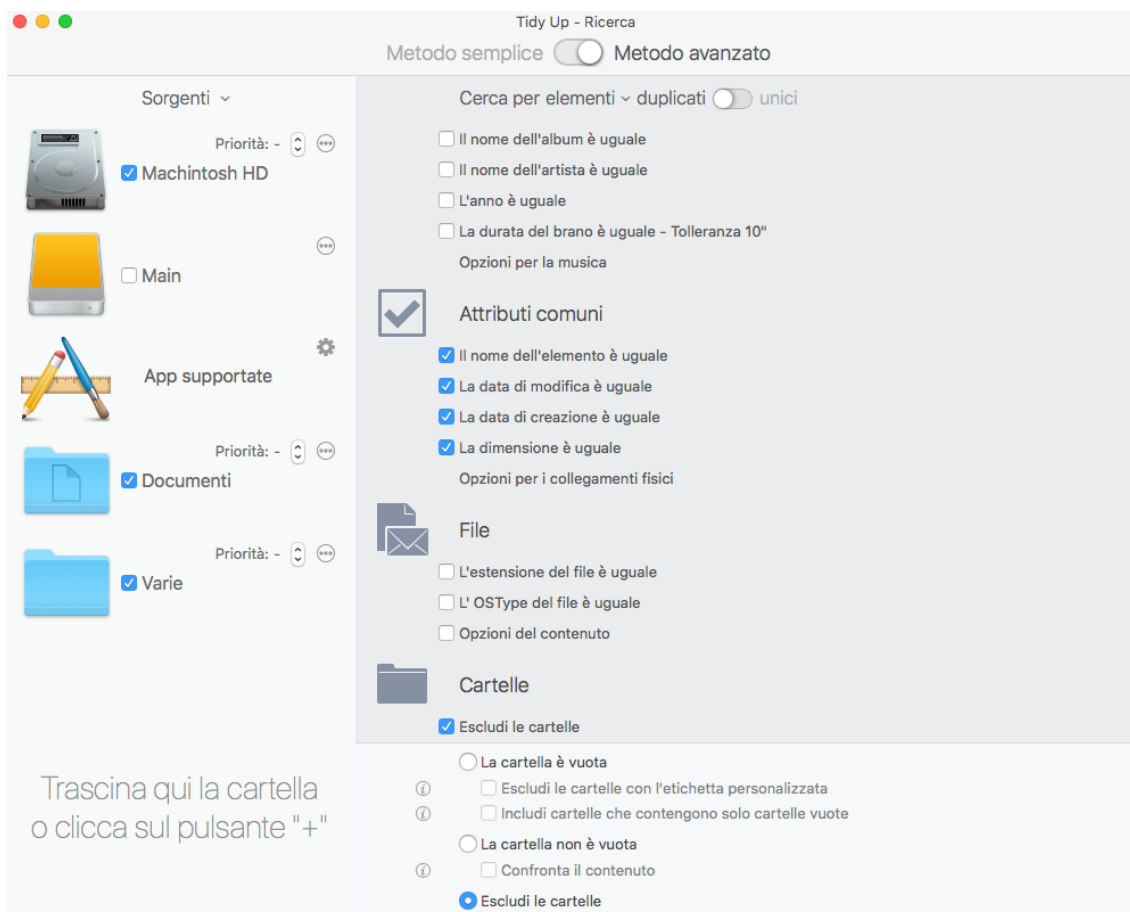 Tidy Up - Ricerca
Metodo semplice Metodo avanzato
Sorgenti
Priorità: -
Machintosh HD
Main
App supportate
Priorità: -
Documenti
Priorità: -
Varie
Trascina qui la cartella
o clicca sul pulsante "+"
Cerca per elementi duplicati unici
Il nome dell'album è uguale
Il nome dell'artista è uguale
L'anno è uguale
La durata del brano è uguale - Tolleranza 10"
Opzioni per la musica
Attributi comuni
Il nome dell'elemento è uguale
La data di modifica è uguale
La data di creazione è uguale
La dimensione è uguale
Opzioni per i collegamenti fisici
File
L'estensione del file è uguale
L' OSType del file è uguale
Opzioni del contenuto
Cartelle
Escludi le cartelle
La cartella è vuota
Escludi le cartelle con l'etichetta personalizzata
Includi cartelle che contengono solo cartelle vuote
La cartella non è vuota
Confronta il contenuto
Escludi le cartelle